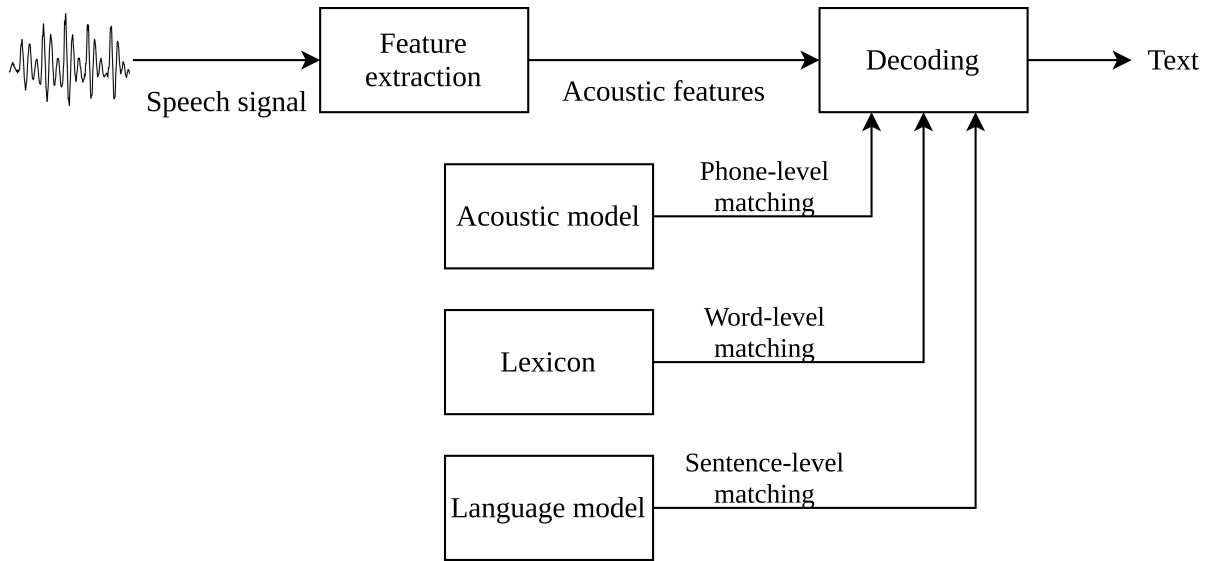 Feature
extraction
Decoding
Text
Speech signal
Acoustic features
Phone-level
matching
Acoustic model
Word-level
matching
Lexicon
Sentence-level
matching
Language model